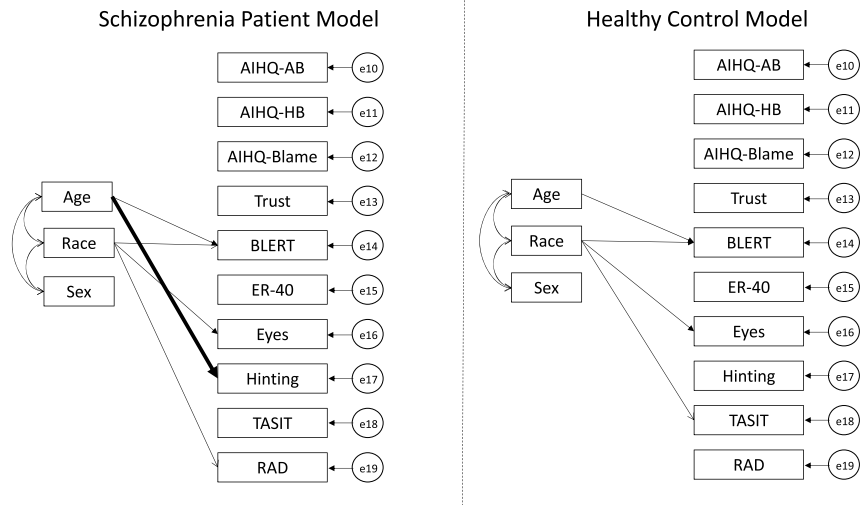 Schizophrenia Patient Model
AIHQ-AB
e10
AIHQ-HB
e11
AIHQ-Blame
e12
Age
Trust
e13
Race
BLERT
e14
Sex
ER-40
e15
Eyes
e16
Hinting
e17
TASIT
e18
RAD
e19
Healthy Control Model
AIHQ-AB
e10
AIHQ-HB
e11
AIHQ-Blame
e12
Age
Trust
e13
Race
BLERT
e14
Sex
ER-40
e15
Eyes
e16
Hinting
e17
TASIT
e18
RAD
e19